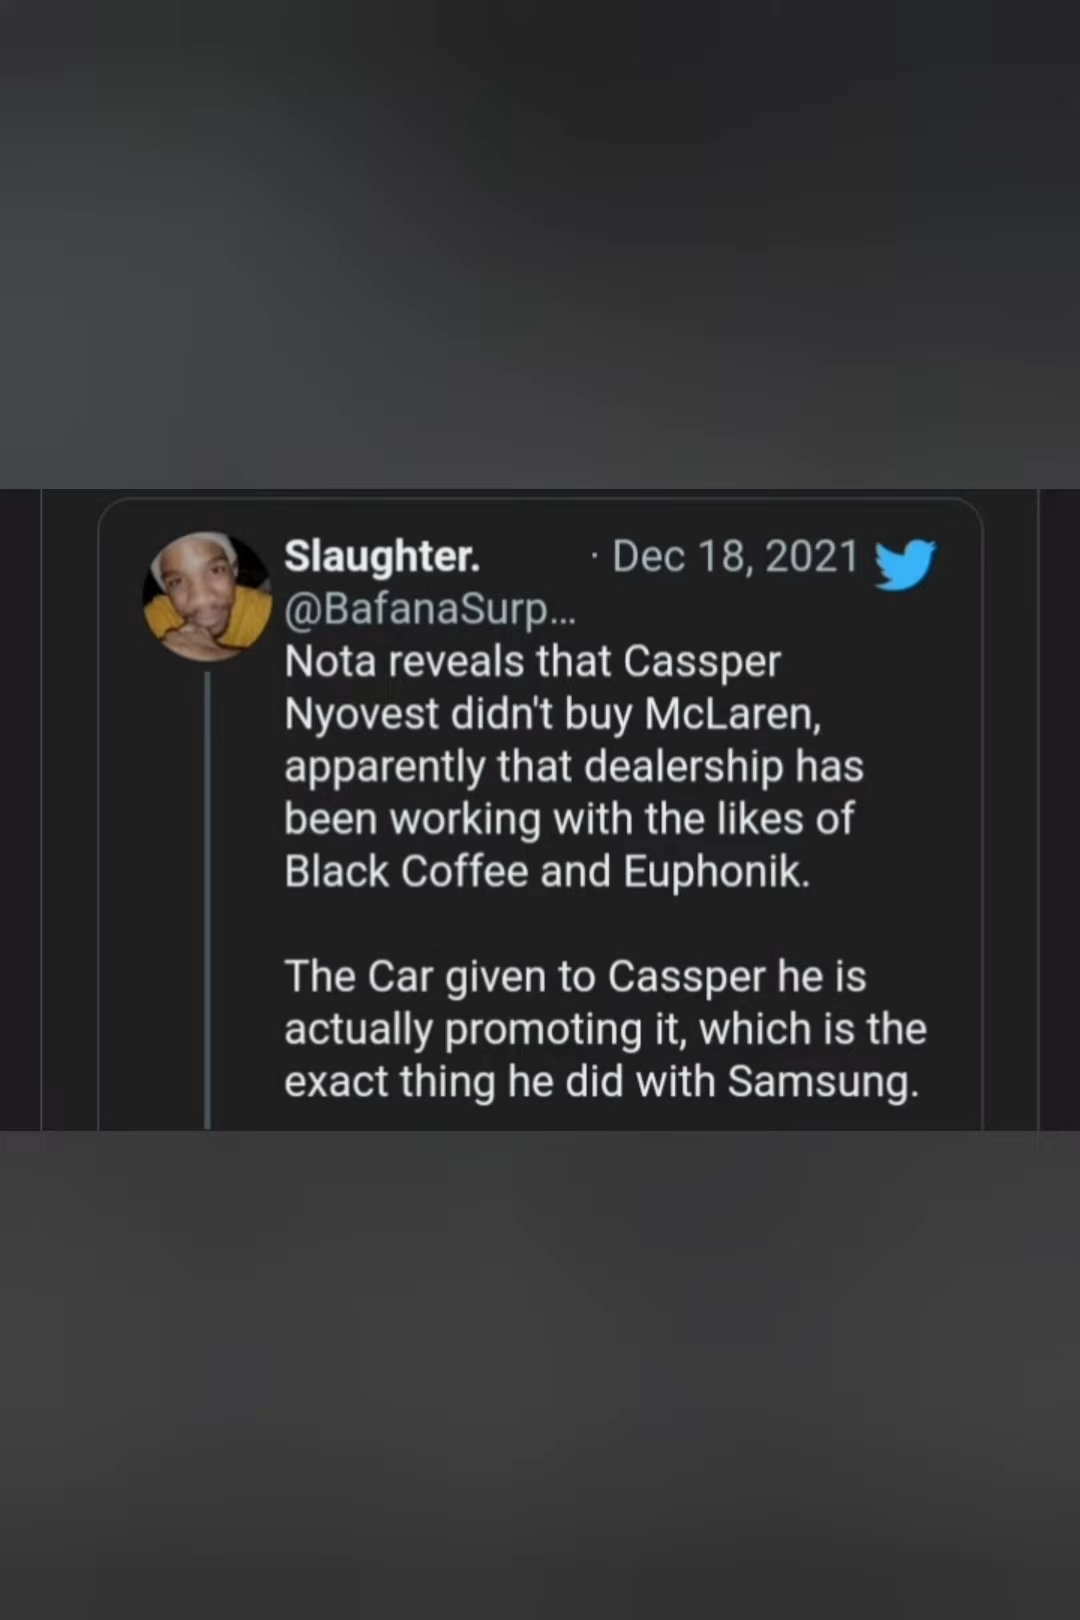 Slaughter. · Dec 18, 2021
@BafanaSurp...
Nota reveals that Cassper
Nyovest didn't buy McLaren,
apparently that dealership has
been working with the likes of
Black Coffee and Euphonik.
The Car given to Cassper he is
actually promoting it, which is the
exact thing he did with Samsung.